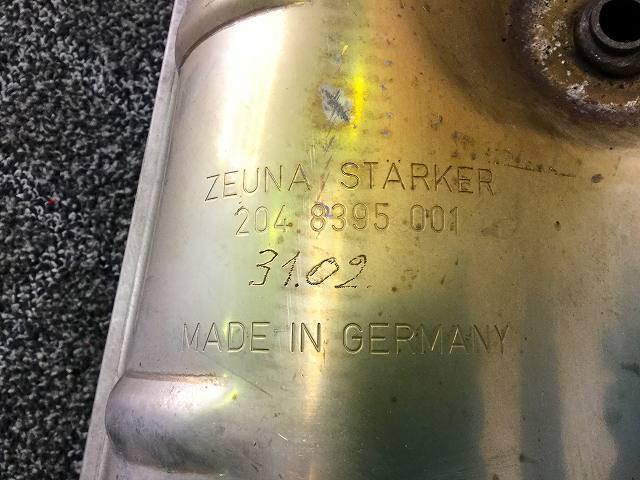 ZEUNA STARKER
204 8395 001
31.02.
MADE IN GERMANY